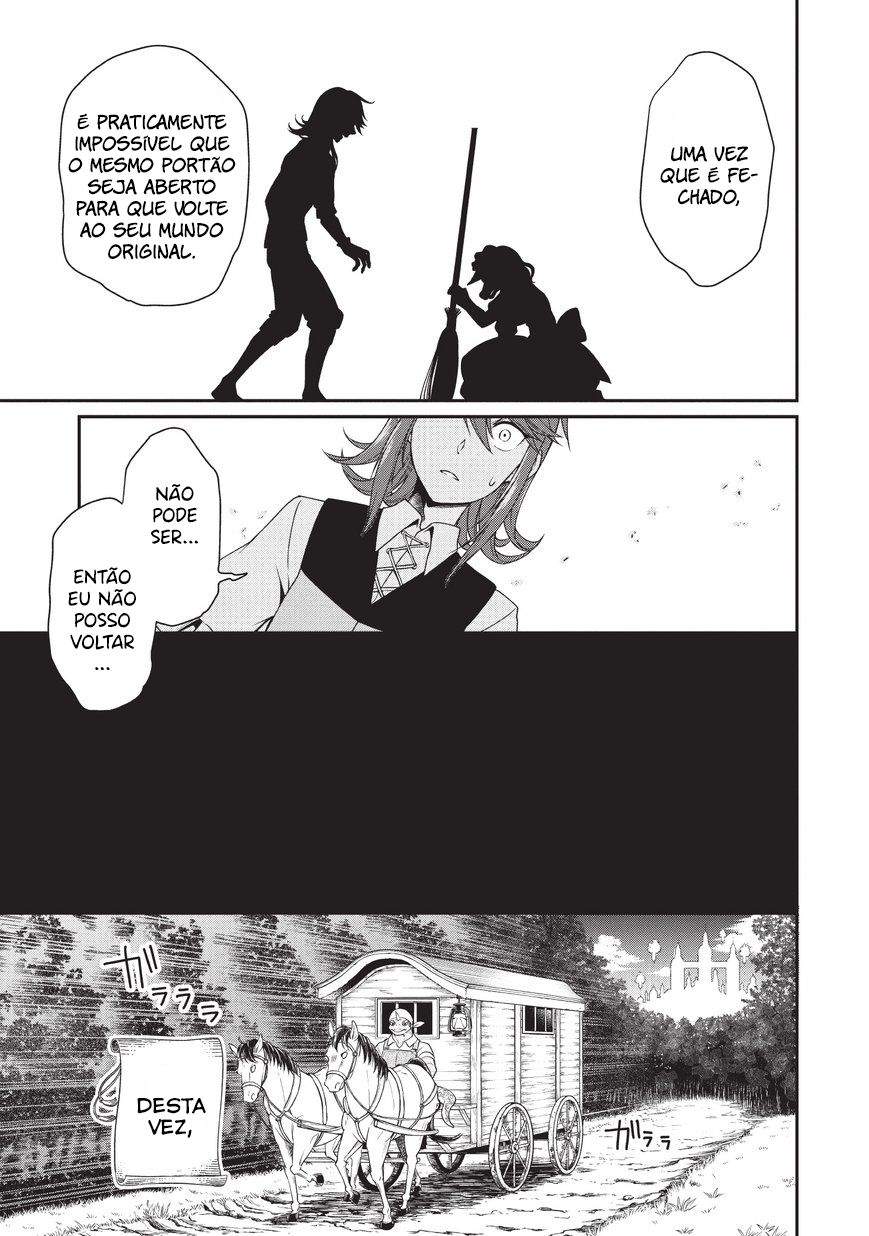 UMA VEZ
QUE É FE-
CHADO,
É PRATICAMENTE
IMPOSSÍVEL QUE
O MESMO PORTÃO
SEJA ABERTO
PARA QUE VOLTE
AO SEU MUNDO
ORIGINAL.
NÃO
PODE
SER...
ENTÃO
EU NÃO
POSSO
VOLTAR
...
ガララララ
DESTA
VEZ,
ガララ